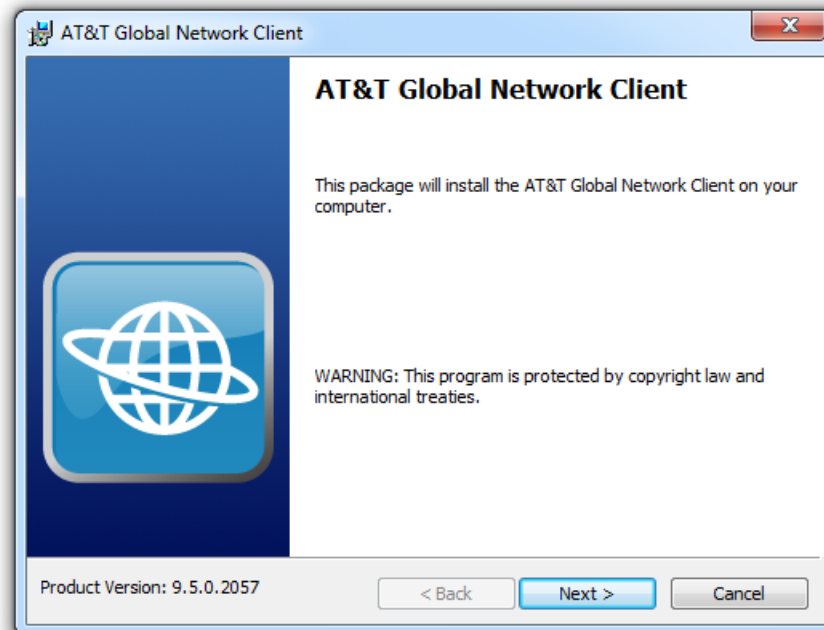 AT&T Global Network Client
AT&T Global Network Client
This package will install the AT&T Global Network Client on your
computer.
WARNING: This program is protected by copyright law and
international treaties.
Product Version: 9.5.0.2057
< Back
Next >
Cancel